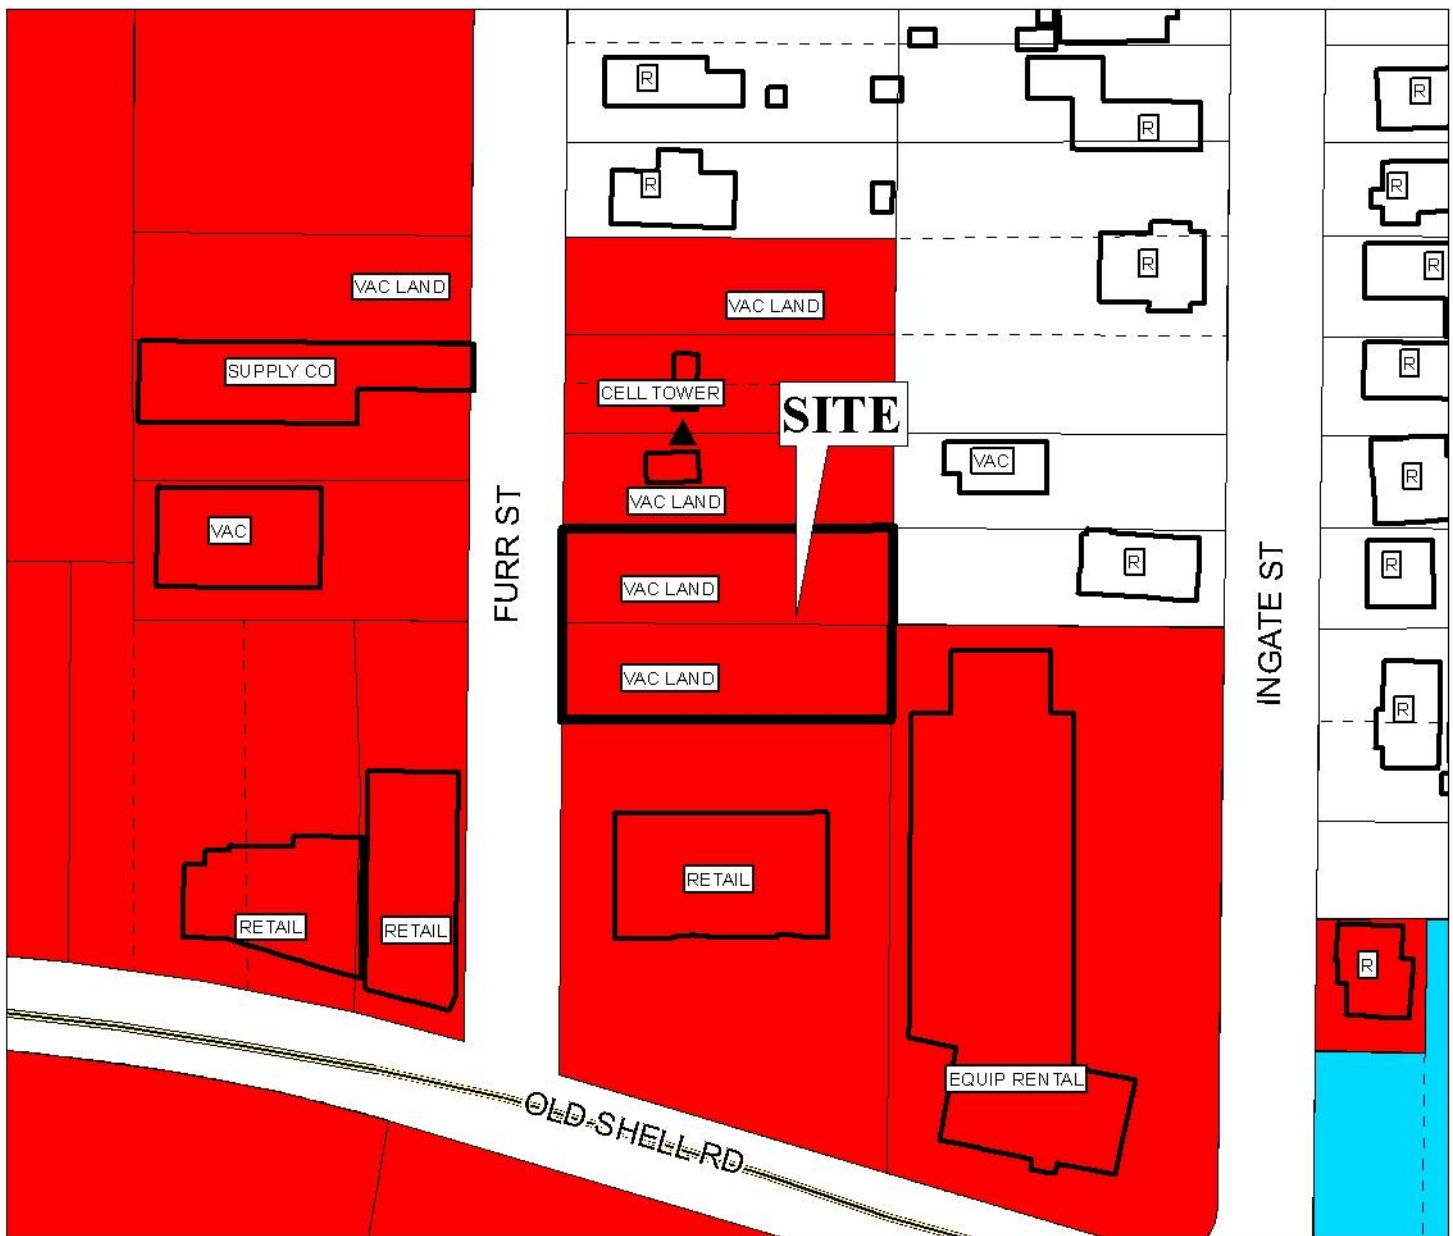 R
R
R
R
R
R
R
VAC LAND
VAC LAND
R
R
SUPPLY CO
CELL TOWER
R
SITE
VAC
R
VAC LAND
VAC
FURR ST
R
R
VAC LAND
INGATE ST
VAC LAND
R
RETAIL
RETAIL
RETAIL
R
EQUIP RENTAL
OLD SHELL RD